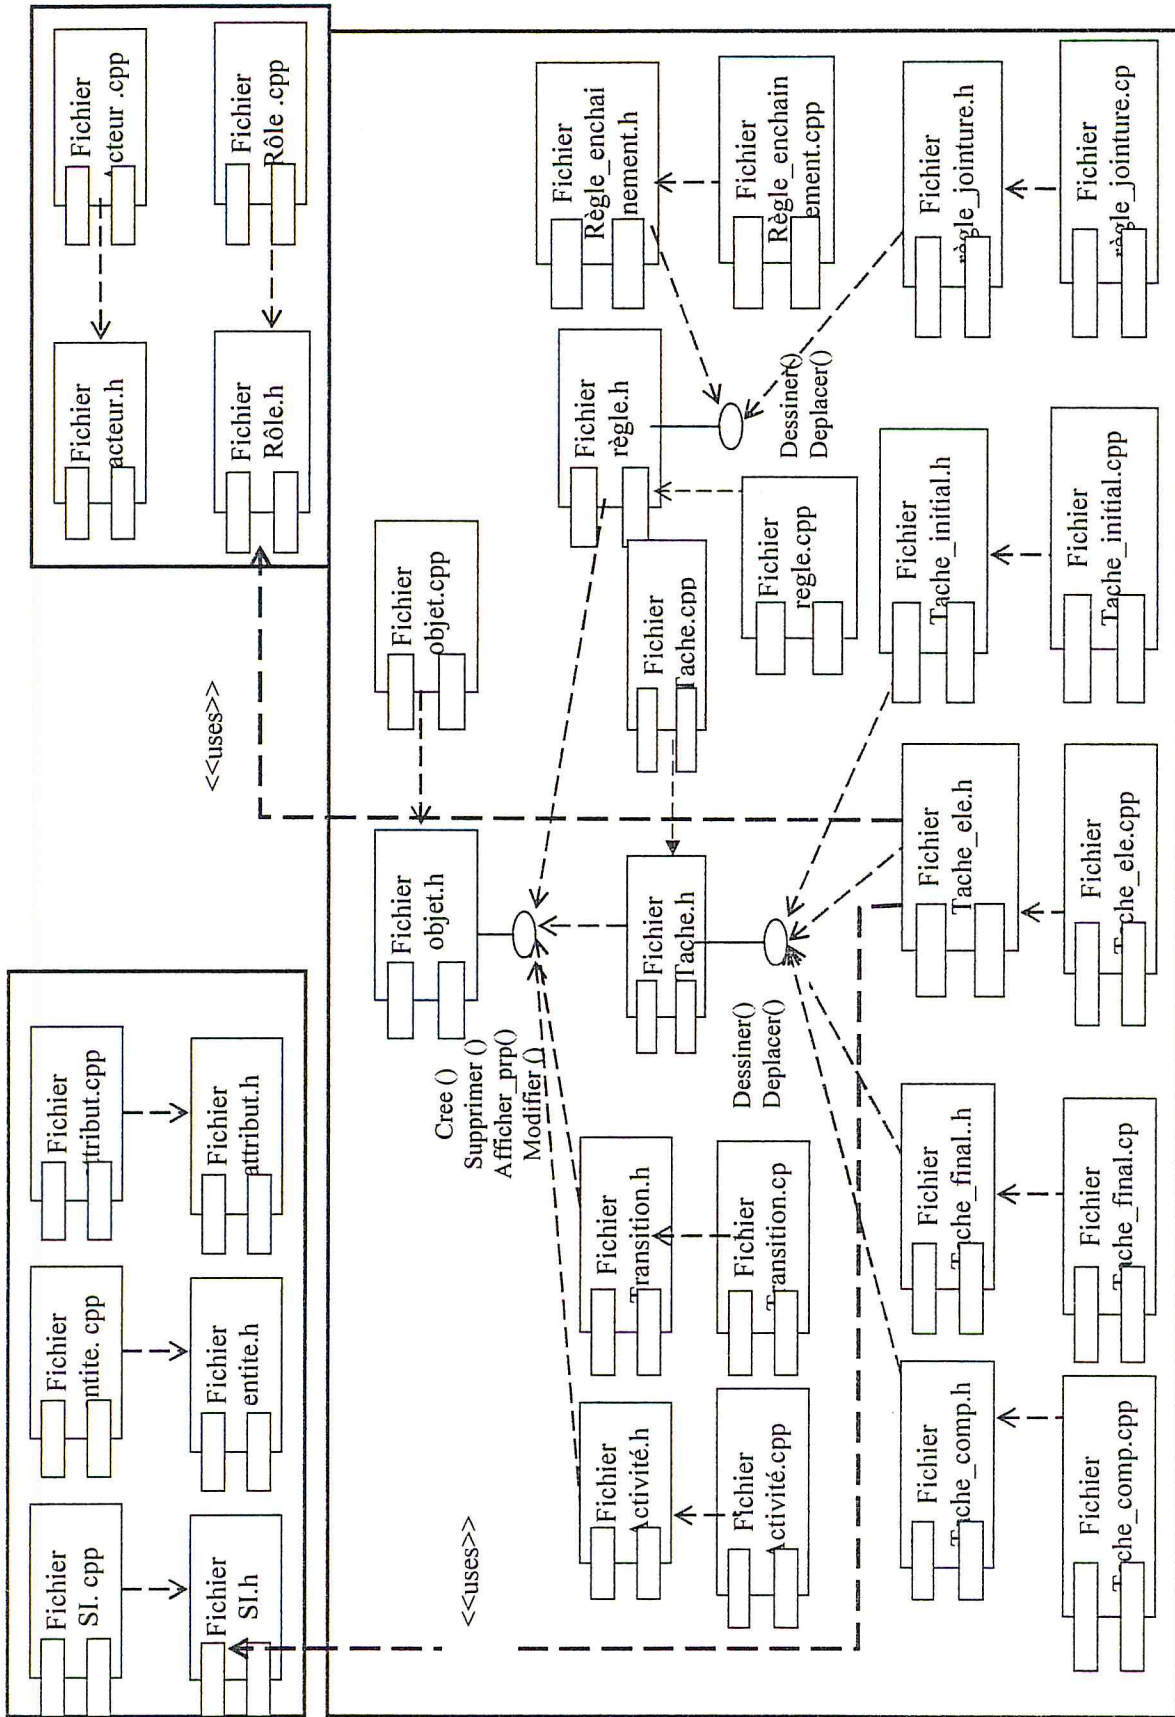 Fichier
SI. cpp
Fichier
entite. cpp
Fichier
attribut.cpp
Fichier
SI.h
Fichier
entite.h
Fichier
attribut.h
Fichier
acteur.h
Fichier
Acteur .cpp
Fichier
Rôle.h
Fichier
Rôle .cpp
<<uses>>
<<uses>>
Fichier
objet.h
Fichier
objet.cpp
Cree ()
Supprimer ()
Afficher_prp()
Modifier ()
Fichier
Activité.h
Fichier
Transition.h
Fichier
Tache.h
Fichier
Tache.cpp
Fichier
règle.h
Fichier
Règle_enchai
nement.h
Fichier
Activité.cpp
Fichier
Transition.cp
Dessiner()
Deplacer()
Fichier
regle.cpp
Dessiner()
Deplacer()
Fichier
Règle_enchain
ement.cpp
Fichier
Tache_comp.h
Fichier
Tache_final.h
Fichier
Tache_ele.h
Fichier
Tache_initial.h
Fichier
règle_jointure.h
Fichier
Tache_comp.cpp
Fichier
Tache_final.cp
Fichier
Tache_ele.cpp
Fichier
Tache_initial.cpp
Fichier
règle_jointure.cp